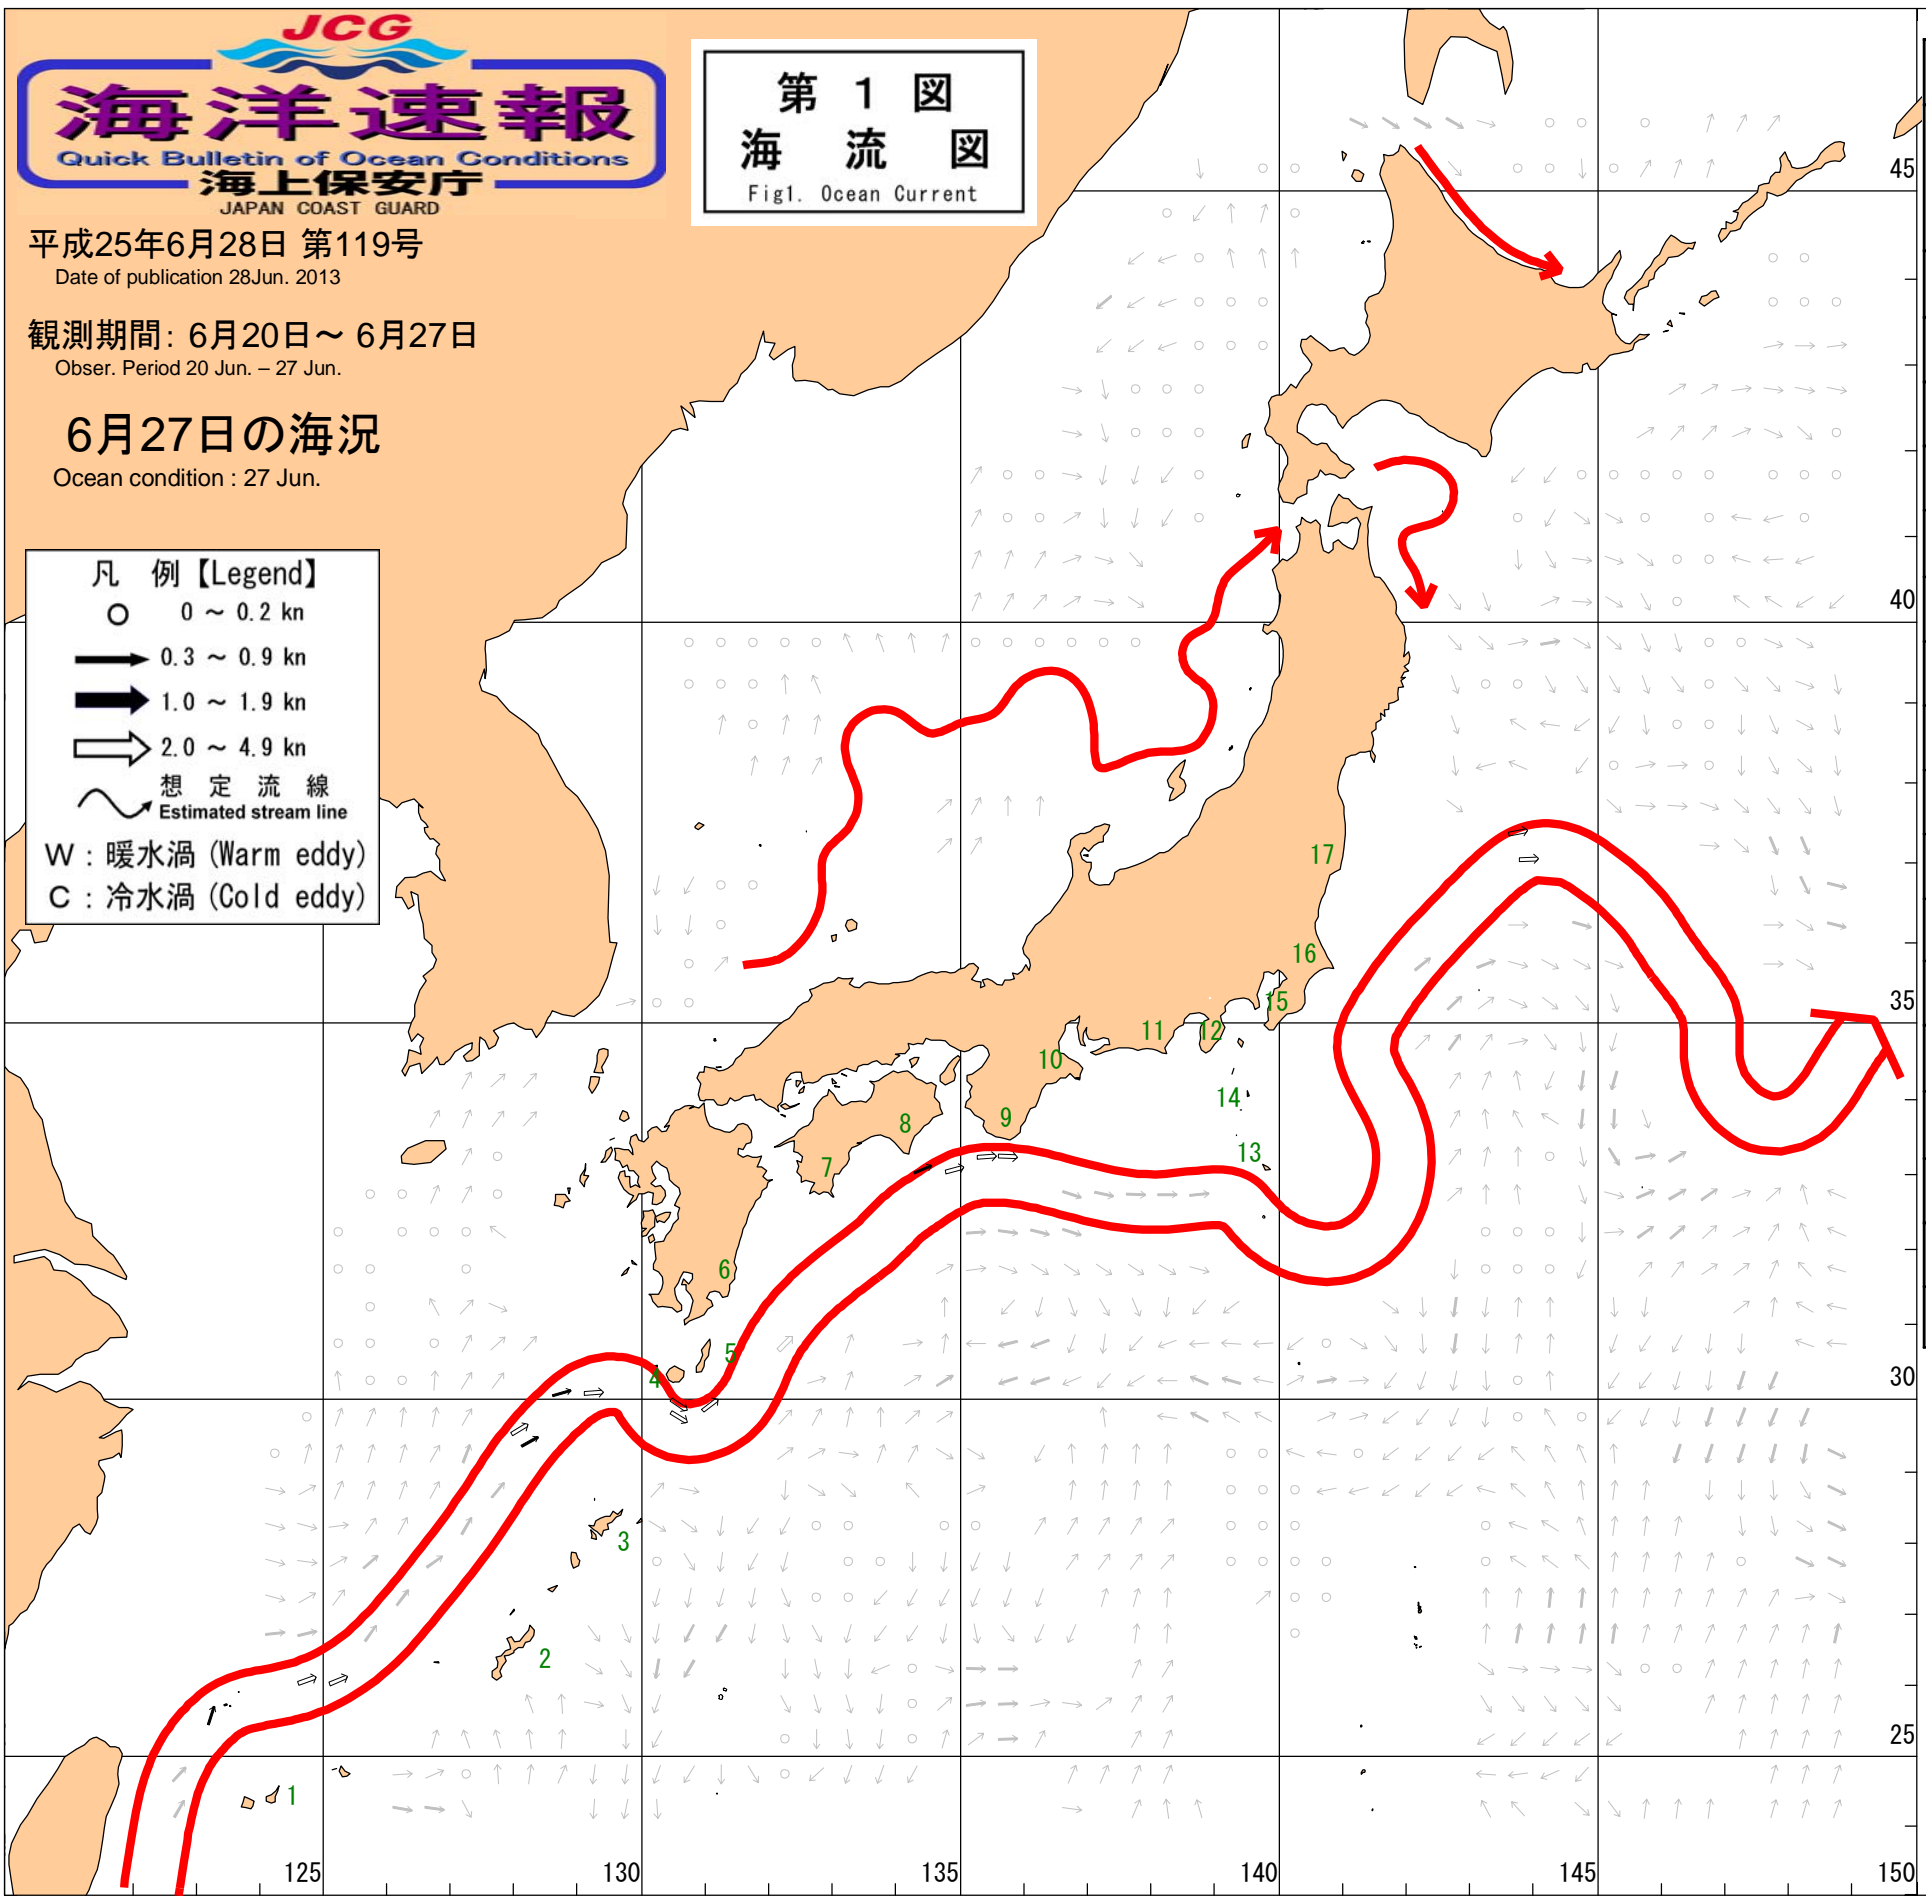 JCG
海洋速報
Quick Bulletin of Ocean Conditions
海上保安庁
JAPAN COAST GUARD
第 1 図
海 流 図
Fig1. Ocean Current
平成25年6月28日 第119号
Date of publication 28Jun. 2013
観測期間: 6月20日～ 6月27日
Obser. Period 20 Jun. – 27 Jun.
6月27日の海況
Ocean condition : 27 Jun.
凡 例【Legend】
0 ～ 0.2 kn
0.3 ～ 0.9 kn
1.0 ～ 1.9 kn
2.0 ～ 4.9 kn
想 定 流 線
Estimated stream line
W : 暖水渦 (Warm eddy)
C : 冷水渦 (Cold eddy)
45
40
35
30
25
17
16
15
11
12
10
14
9
8
13
7
6
5
4
3
2
1
125
130
135
140
145
150